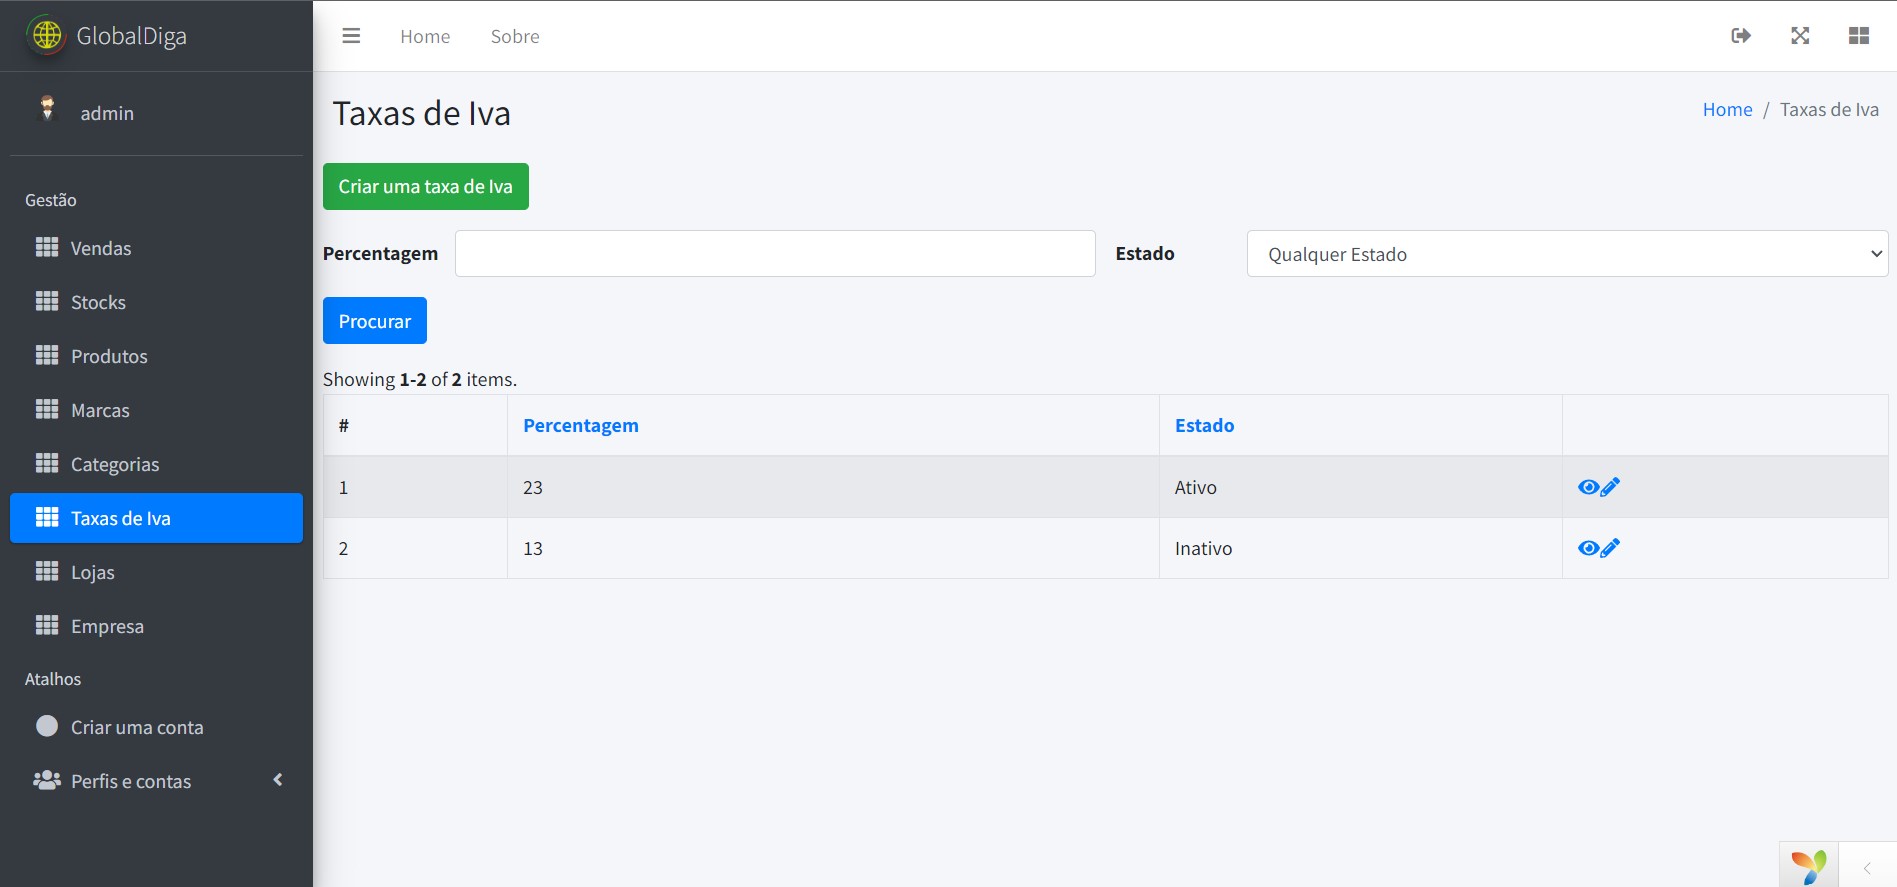 GlobalDiga
Home Sobre
admin
Taxas de Iva
Home / Taxas de Iva
Criar uma taxa de Iva
Gestão
Vendas
Stocks
Produtos
Marcas
Categorias
Taxas de Iva
Lojas
Empresa
Atalhos
Criar uma conta
Perfis e contas
Percentagem Estado Qualquer Estado
Procurar
Showing 1-2 of 2 items.
# Percentagem Estado
1 23 Ativo
2 13 Inativo